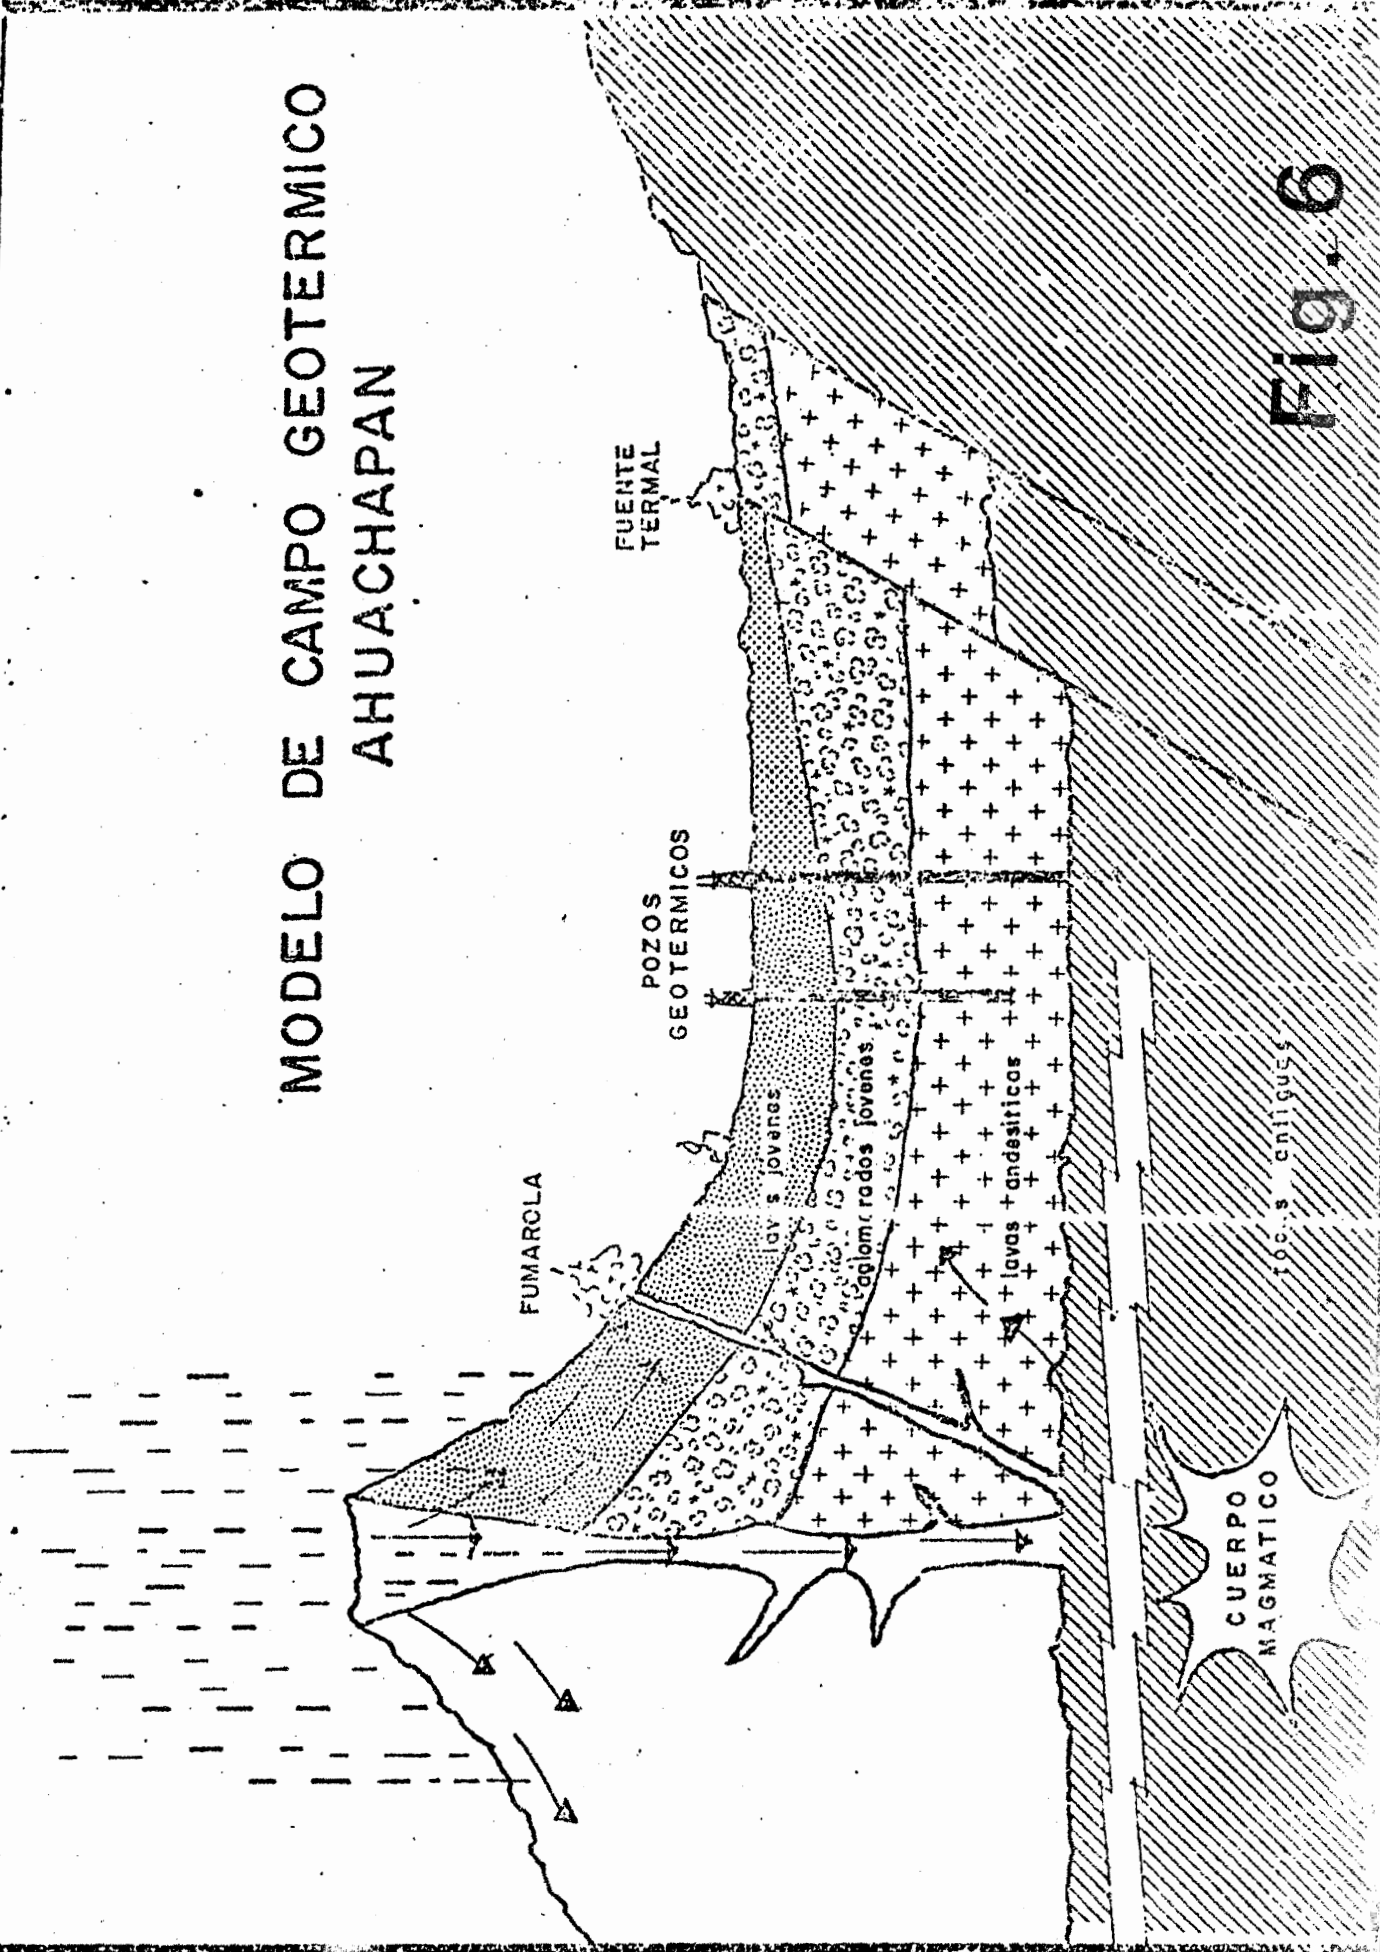 MODELO DE CAMPO GEOTERMICO
AHUACHAPAN
FUMAROLA
POZOS
GEOTERMICOS
FUENTE
TERMAL
jovenes
aglomerados jovenes
lavas andesiticas
CUERPO
MAGMATICO
Fig. 6